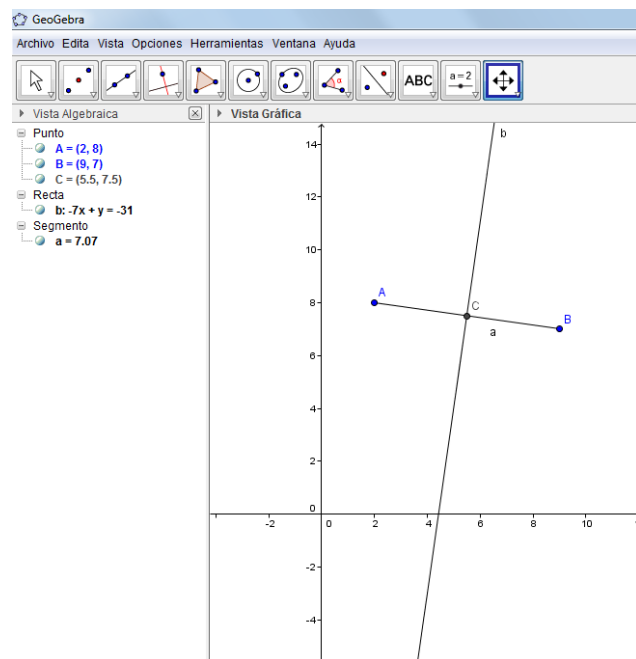 GeoGebra
Archivo Edita Vista Opciones Herramientas Ventana Ayuda
α
ABC
a=2
Vista Algebraica
Vista Gráfica
Punto
A = (2, 8)
B = (9, 7)
C = (5.5, 7.5)
Recta
b: -7x + y = -31
Segmento
a = 7.07
b
14
12
10
8
A
C
B
a
6
4
2
0
-2
0
2
4
6
8
10
-2
-4